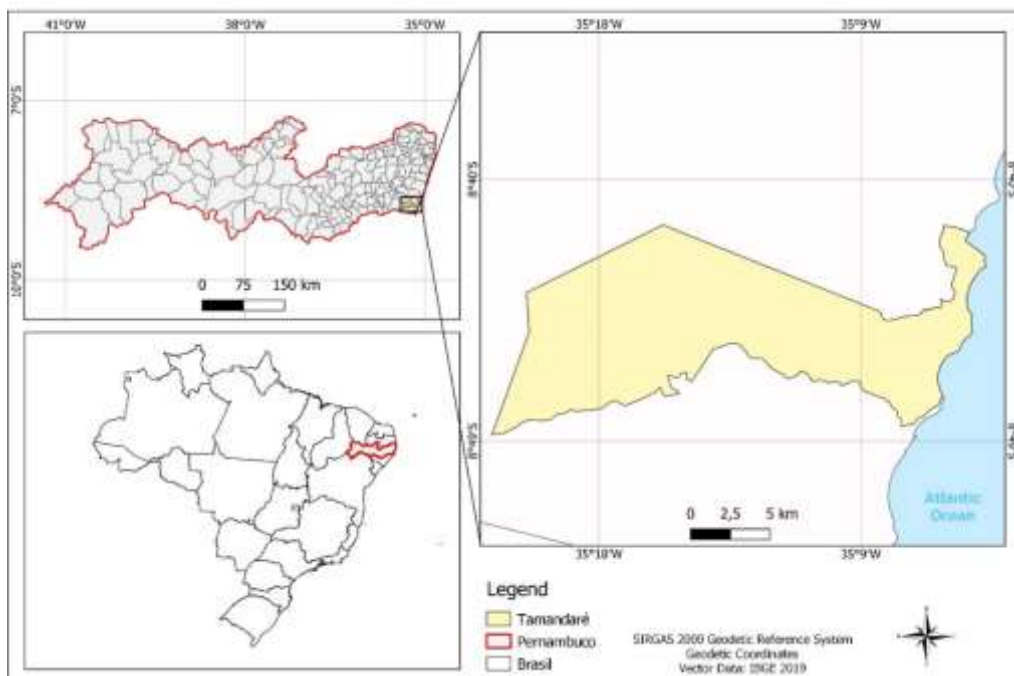 41°0'W 38°0'W 35°0'W
7°0'S
10°0'S
0 75 150 km
35°18'W 35°9'W
8°40'S 8°40'S
8°49'S 8°49'S
Atlantic
Ocean
0 2,5 5 km
35°18'W 35°9'W
Legend
Tamandaré
Pernambuco
Brasil
SIRGAS 2000 Geodetic Reference System
Geodetic Coordinates
Vector Data: IBGE 2019